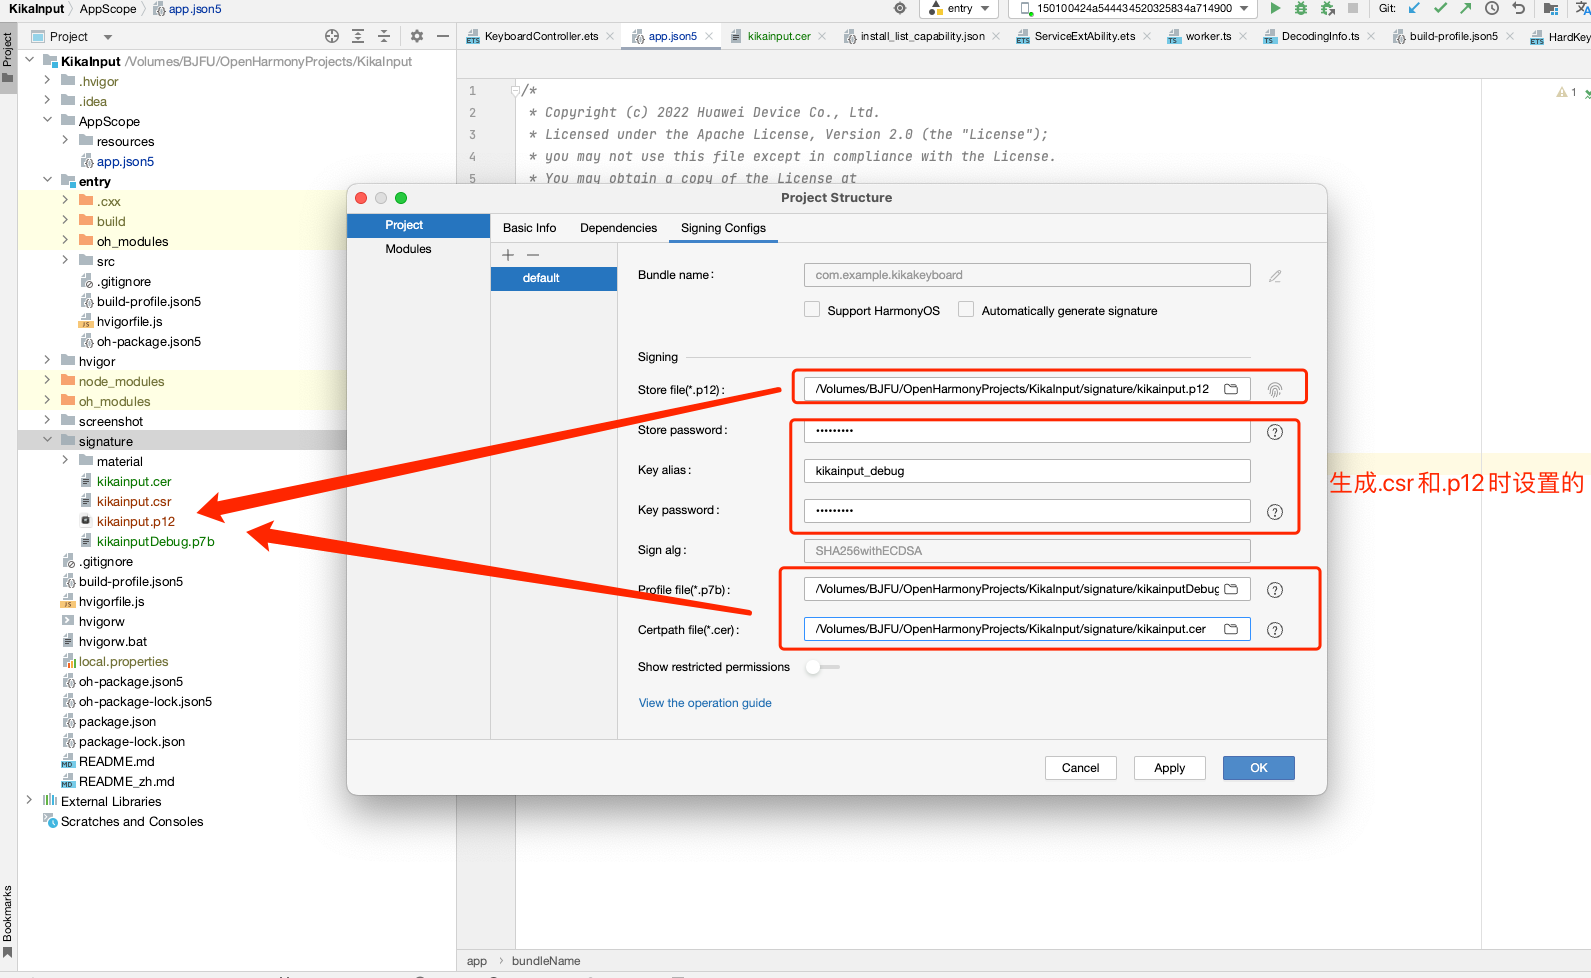 KikaInput AppScope app.json5
entry
150100424a544434520325834a714900
Git:
Project
Project
KeyboardController.ets
app.json5
kikainput.cer
install_list_capability.json
ServiceExtAbility.ets
worker.ts
DecodingInfo.ts
build-profile.json5
HardKey
KikaInput /Volumes/BJFU/OpenHarmonyProjects/KikaInput
.hvigor
.idea
AppScope
resources
app.json5
entry
.cxx
build
oh_modules
src
.gitignore
build-profile.json5
hvigorfile.js
oh-package.json5
hvigor
node_modules
oh_modules
screenshot
signature
material
kikainput.cer
kikainput.csr
kikainput.p12
kikainputDebug.p7b
.gitignore
build-profile.json5
hvigorfile.js
hvigorw
hvigorw.bat
local.properties
oh-package.json5
oh-package-lock.json5
package.json
package-lock.json
README.md
README_zh.md
External Libraries
Scratches and Consoles
Bookmarks
1 /*
2 * Copyright (c) 2022 Huawei Device Co., Ltd.
3 * Licensed under the Apache License, Version 2.0 (the "License");
4 * you may not use this file except in compliance with the License.
5 * You may obtain a copy of the License at
1
Project Structure
Project
Modules
Basic Info
Dependencies
Signing Configs
default
Bundle name:
com.example.kikakeyboard
Support HarmonyOS
Automatically generate signature
Signing
Store file(*.p12):
/Volumes/BJFU/OpenHarmonyProjects/KikaInput/signature/kikainput.p12
Store password:
•••••••••
Key alias:
kikainput_debug
Key password:
•••••••••
Sign alg:
SHA256withECDSA
Profile file(*.p7b):
/Volumes/BJFU/OpenHarmonyProjects/KikaInput/signature/kikainputDebug
Certpath file(*.cer):
/Volumes/BJFU/OpenHarmonyProjects/KikaInput/signature/kikainput.cer
Show restricted permissions
View the operation guide
Cancel
Apply
OK
生成.csr和.p12时设置的
app bundleName